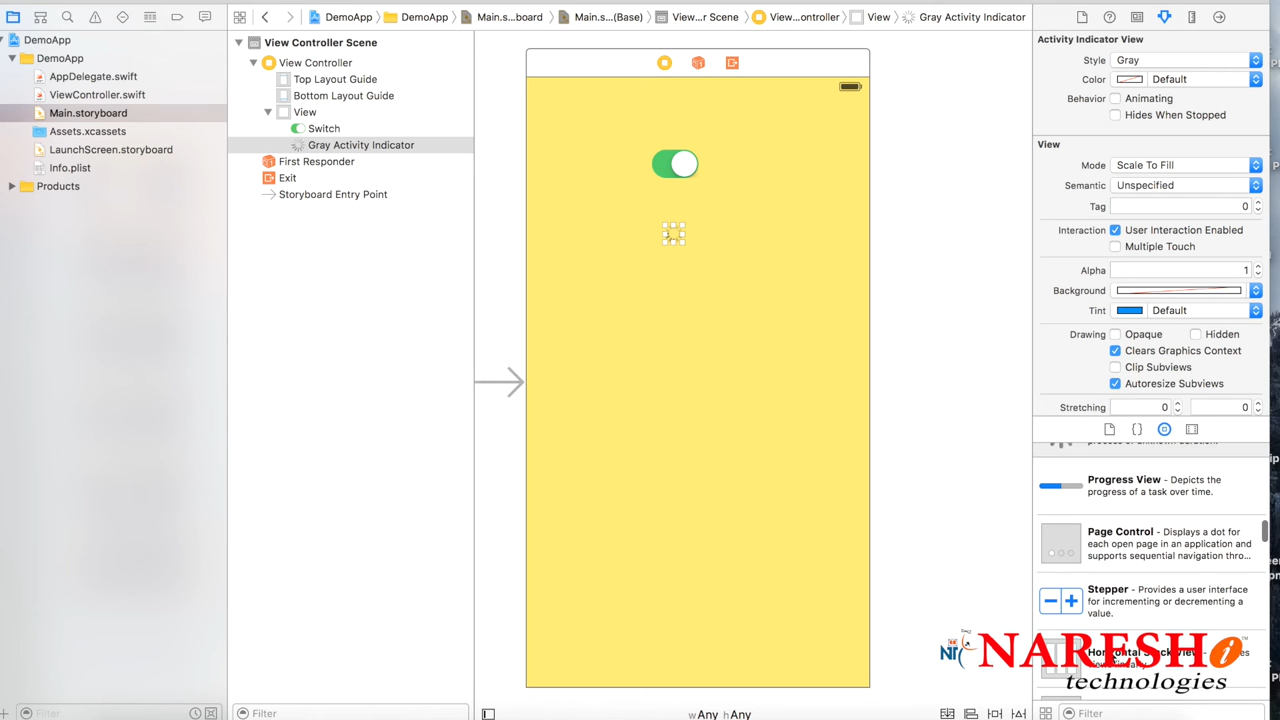 DemoApp
DemoApp
Main.s...board
Main.s...(Base)
View...r Scene
View...ontroller
View
Gray Activity Indicator
DemoApp
DemoApp
AppDelegate.swift
ViewController.swift
Main.storyboard
Assets.xcassets
LaunchScreen.storyboard
Info.plist
Products
Filter
View Controller Scene
View Controller
Top Layout Guide
Bottom Layout Guide
View
Switch
Gray Activity Indicator
First Responder
Exit
Storyboard Entry Point
Filter
wAny hAny
Activity Indicator View
Style Gray
Color Default
Behavior Animating
Hides When Stopped
View
Mode Scale To Fill
Semantic Unspecified
Tag 0
Interaction User Interaction Enabled
Multiple Touch
Alpha 1
Background
Tint Default
Drawing Opaque Hidden
Clears Graphics Context
Clip Subviews
Autoresize Subviews
Stretching 0 0
process of unknown duration.
Progress View - Depicts the
progress of a task over time.
Page Control - Displays a dot for
each open page in an application and
supports sequential navigation thro...
Stepper - Provides a user interface
for incrementing or decrementing a
value.
Horizontal Stack View
Filter
NARESH i
technologies